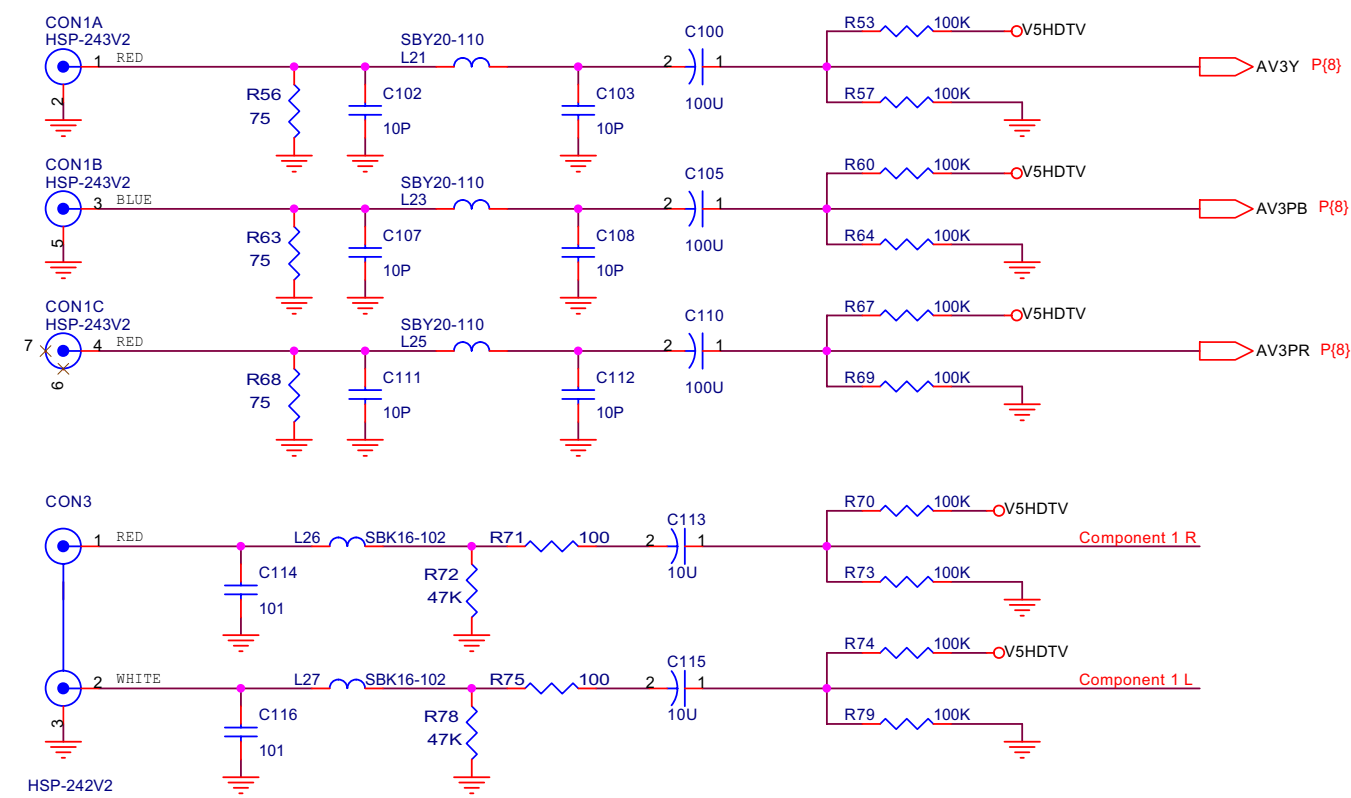 CON1A
HSP-243V2
1 RED
2
R56
75
C102
10P
SBY20-110
L21
C103
10P
C100
2 1
100U
R53 100K
V5HDTV
R57 100K
AV3Y P{8}
CON1B
HSP-243V2
3 BLUE
5
R63
75
C107
10P
SBY20-110
L23
C108
10P
C105
2 1
100U
R60 100K
V5HDTV
R64 100K
AV3PB P{8}
CON1C
HSP-243V2
7
4 RED
6
R68
75
C111
10P
SBY20-110
L25
C112
10P
C110
2 1
100U
R67 100K
V5HDTV
R69 100K
AV3PR P{8}
CON3
1 RED
C114
101
L26 SBK16-102
R72
47K
R71 100
C113
2 1
10U
R70 100K
V5HDTV
R73 100K
Component 1 R
2 WHITE
3
C116
101
L27 SBK16-102
R78
47K
R75 100
C115
2 1
10U
R74 100K
V5HDTV
R79 100K
Component 1 L
HSP-242V2